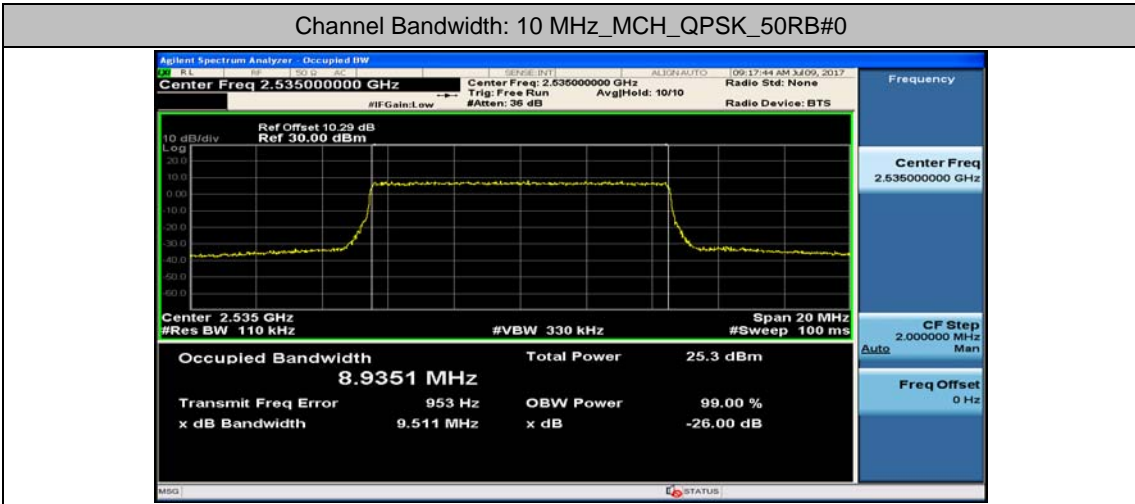 Channel Bandwidth: 10 MHz_MCH_QPSK_50RB#0
Agilent Spectrum Analyzer - Occupied BW
RL RF 50 Ω AC SENSE:INT ALIGN AUTO 09:17:44 AM Jul 09, 2017
Center Freq 2.535000000 GHz Center Freq: 2.535000000 GHz Radio Std: None Frequency
Trig: Free Run Avg|Hold: 10/10
#IFGain:Low #Atten: 36 dB Radio Device: BTS
Ref Offset 10.29 dB
10 dB/div Ref 30.00 dBm
Log
20.0
10.0
0.00
-10.0
-20.0
-30.0
-40.0
-50.0
-60.0
Center Freq
2.535000000 GHz
Center 2.535 GHz Span 20 MHz
#Res BW 110 kHz #VBW 330 kHz #Sweep 100 ms
CF Step
2.000000 MHz
Auto Man
Occupied Bandwidth Total Power 25.3 dBm
8.9351 MHz
Freq Offset
0 Hz
Transmit Freq Error 953 Hz OBW Power 99.00 %
x dB Bandwidth 9.511 MHz x dB -26.00 dB
MSG STATUS